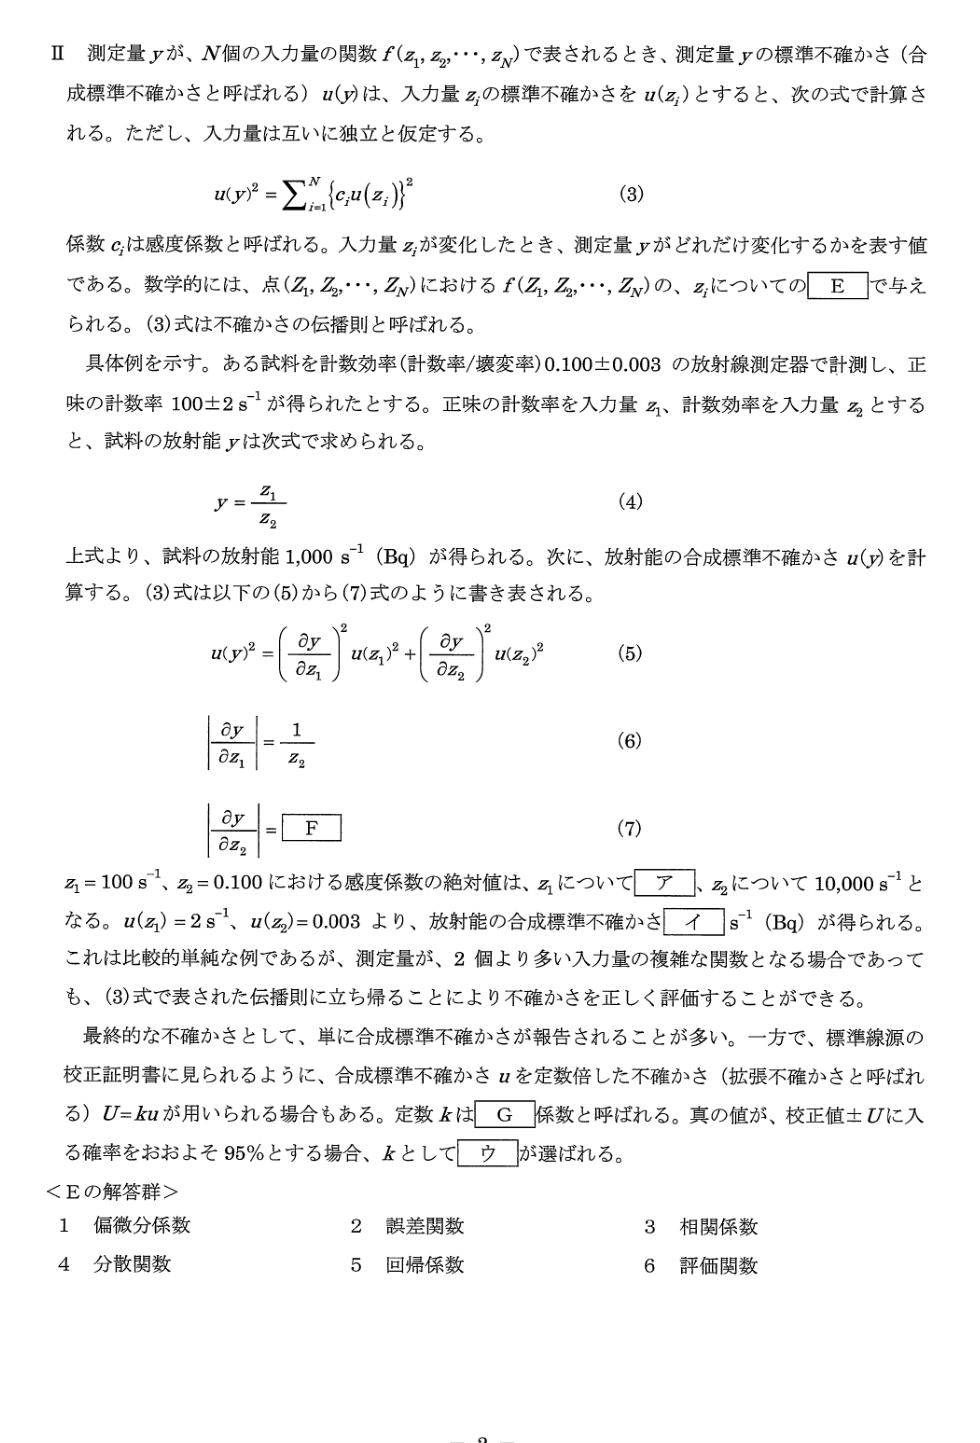 Ⅱ 測定量 y が、N個の入力量の関数 f(z₁, z₂,⋯, z_N)で表されるとき、測定量 y の標準不確かさ（合
成標準不確かさと呼ばれる）u(y)は、入力量 z_i の標準不確かさを u(z_i)とすると、次の式で計算さ
れる。ただし、入力量は互いに独立と仮定する。
u(y)² = ∑_{i=1}^{N} {c_i u(z_i)}² (3)
係数 c_i は感度係数と呼ばれる。入力量 z_i が変化したとき、測定量 y がどれだけ変化するかを表す値
である。数学的には、点(Z₁, Z₂,⋯, Z_N)における f(Z₁, Z₂,⋯, Z_N)の、z_i についての E で与え
られる。(3)式は不確かさの伝播則と呼ばれる。
具体例を示す。ある試料を計数効率(計数率/壊変率)0.100±0.003 の放射線測定器で計測し、正
味の計数率 100±2 s⁻¹ が得られたとする。正味の計数率を入力量 z₁、計数効率を入力量 z₂ とする
と、試料の放射能 y は次式で求められる。
y = z₁/z₂ (4)
上式より、試料の放射能 1,000 s⁻¹（Bq）が得られる。次に、放射能の合成標準不確かさ u(y)を計
算する。(3)式は以下の(5)から(7)式のように書き表される。
u(y)² = (∂y/∂z₁)² u(z₁)² + (∂y/∂z₂)² u(z₂)² (5)
|∂y/∂z₁| = 1/z₂ (6)
|∂y/∂z₂| = F (7)
z₁ = 100 s⁻¹、z₂ = 0.100 における感度係数の絶対値は、z₁ について ア 、z₂ について 10,000 s⁻¹ と
なる。u(z₁) = 2 s⁻¹、u(z₂) = 0.003 より、放射能の合成標準不確かさ イ s⁻¹（Bq）が得られる。
これは比較的単純な例であるが、測定量が、2 個より多い入力量の複雑な関数となる場合であって
も、(3)式で表された伝播則に立ち帰ることにより不確かさを正しく評価することができる。
最終的な不確かさとして、単に合成標準不確かさが報告されることが多い。一方で、標準線源の
校正証明書に見られるように、合成標準不確かさ u を定数倍した不確かさ（拡張不確かさと呼ばれ
る）U=ku が用いられる場合もある。定数 k は G 係数と呼ばれる。真の値が、校正値±U に入
る確率をおおよそ 95%とする場合、k として ウ が選ばれる。
＜Ｅの解答群＞
1 偏微分係数 2 誤差関数 3 相関係数
4 分散関数 5 回帰係数 6 評価関数